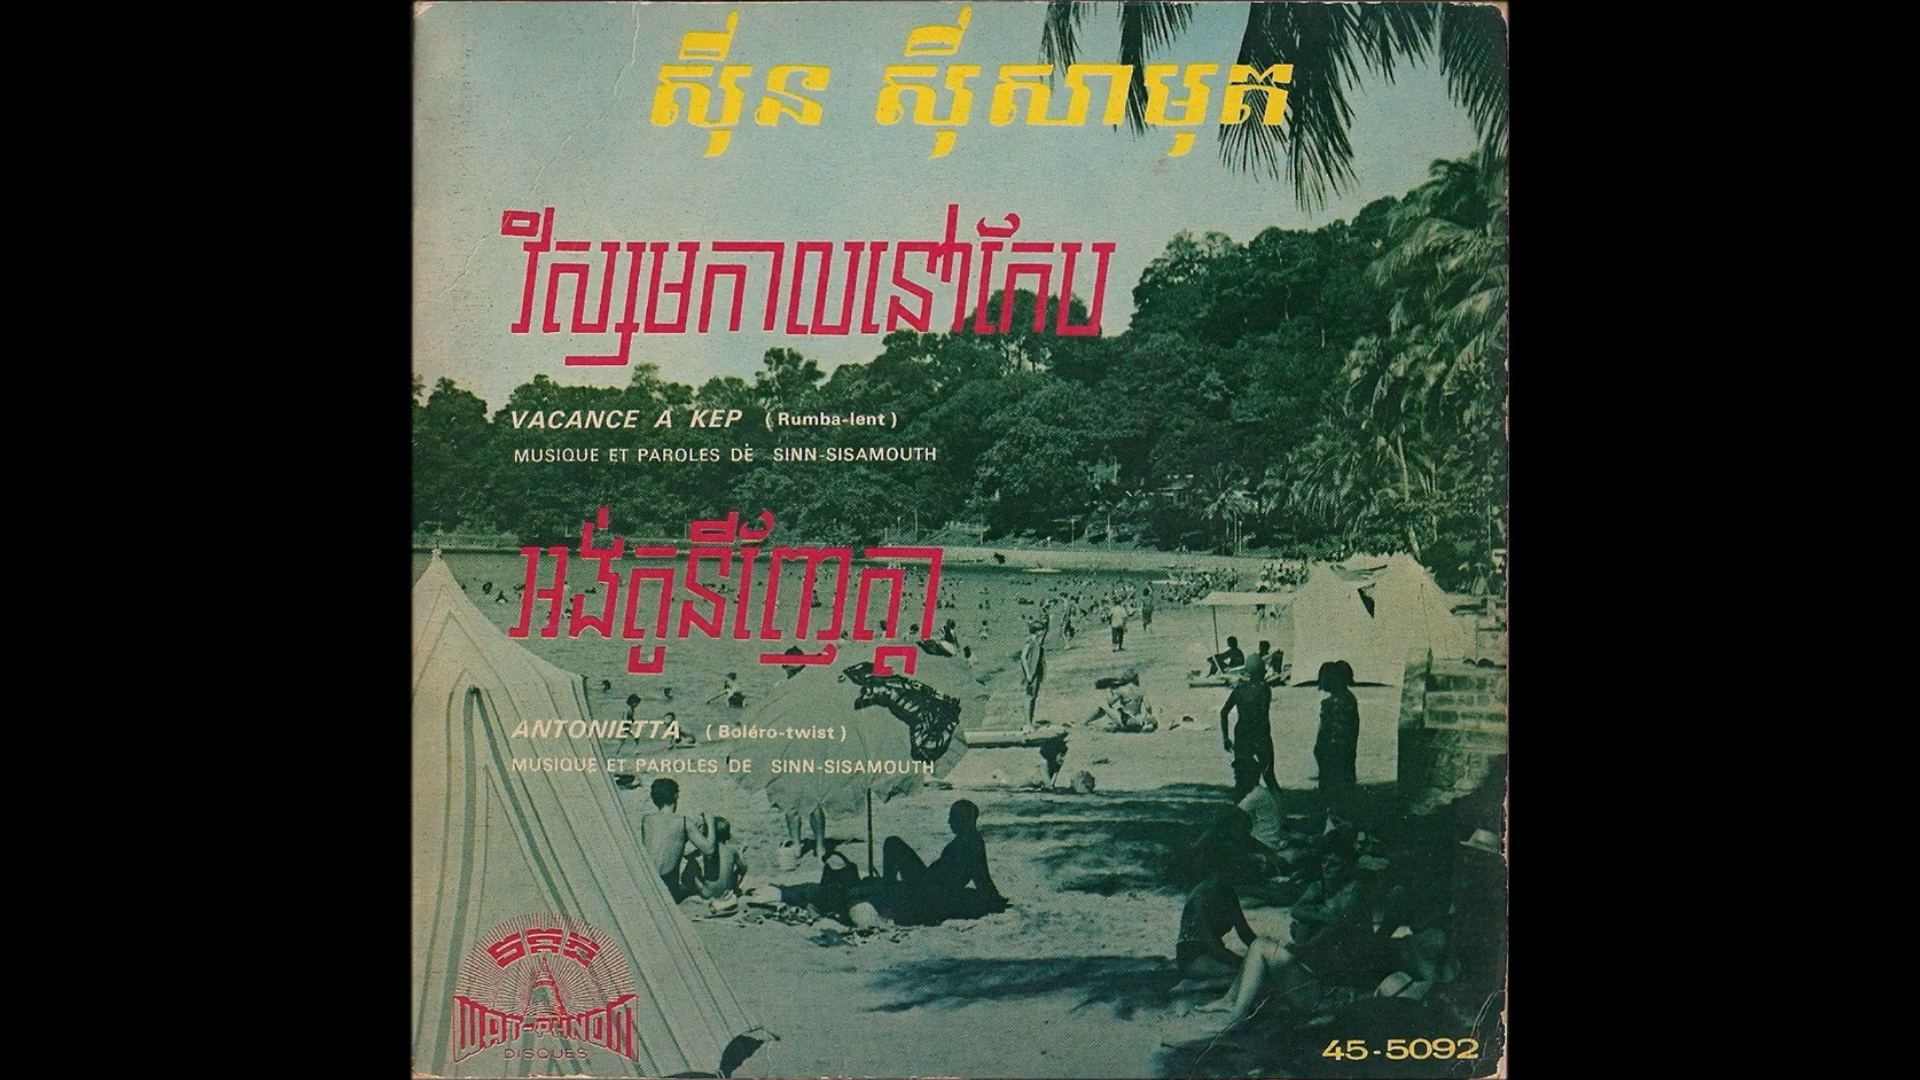 ស៊ីន ស៊ីសាមុត
វិស្សមកាលនៅកែប
VACANCE A KEP (Rumba-lent)
MUSIQUE ET PAROLES DE SINN-SISAMOUTH
អង់តូនីញ៉ែត្តា
ANTONIETTA (Boléro-twist)
MUSIQUE ET PAROLES DE SINN-SISAMOUTH
WAT-PHNOM
DISQUES
45-5092